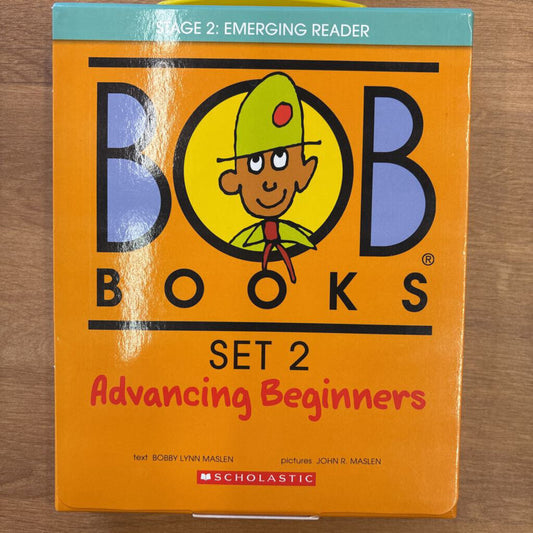 STAGE 2: EMERGING READER
BOB
BOOKS®
SET 2
Advancing Beginners
text BOBBY LYNN MASLEN pictures JOHN R. MASLEN
SCHOLASTIC